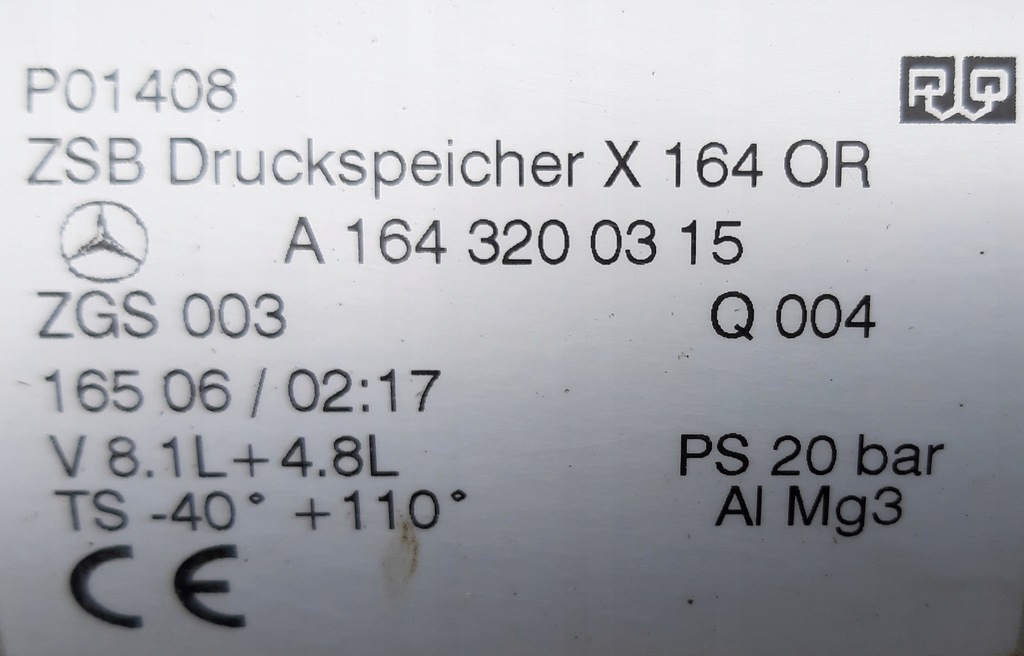 P01408
ZSB Druckspeicher X 164 OR
A 164 320 03 15
ZGS 003 Q 004
165 06 / 02:17
V 8.1L+4.8L PS 20 bar
TS -40° +110° Al Mg3
CE